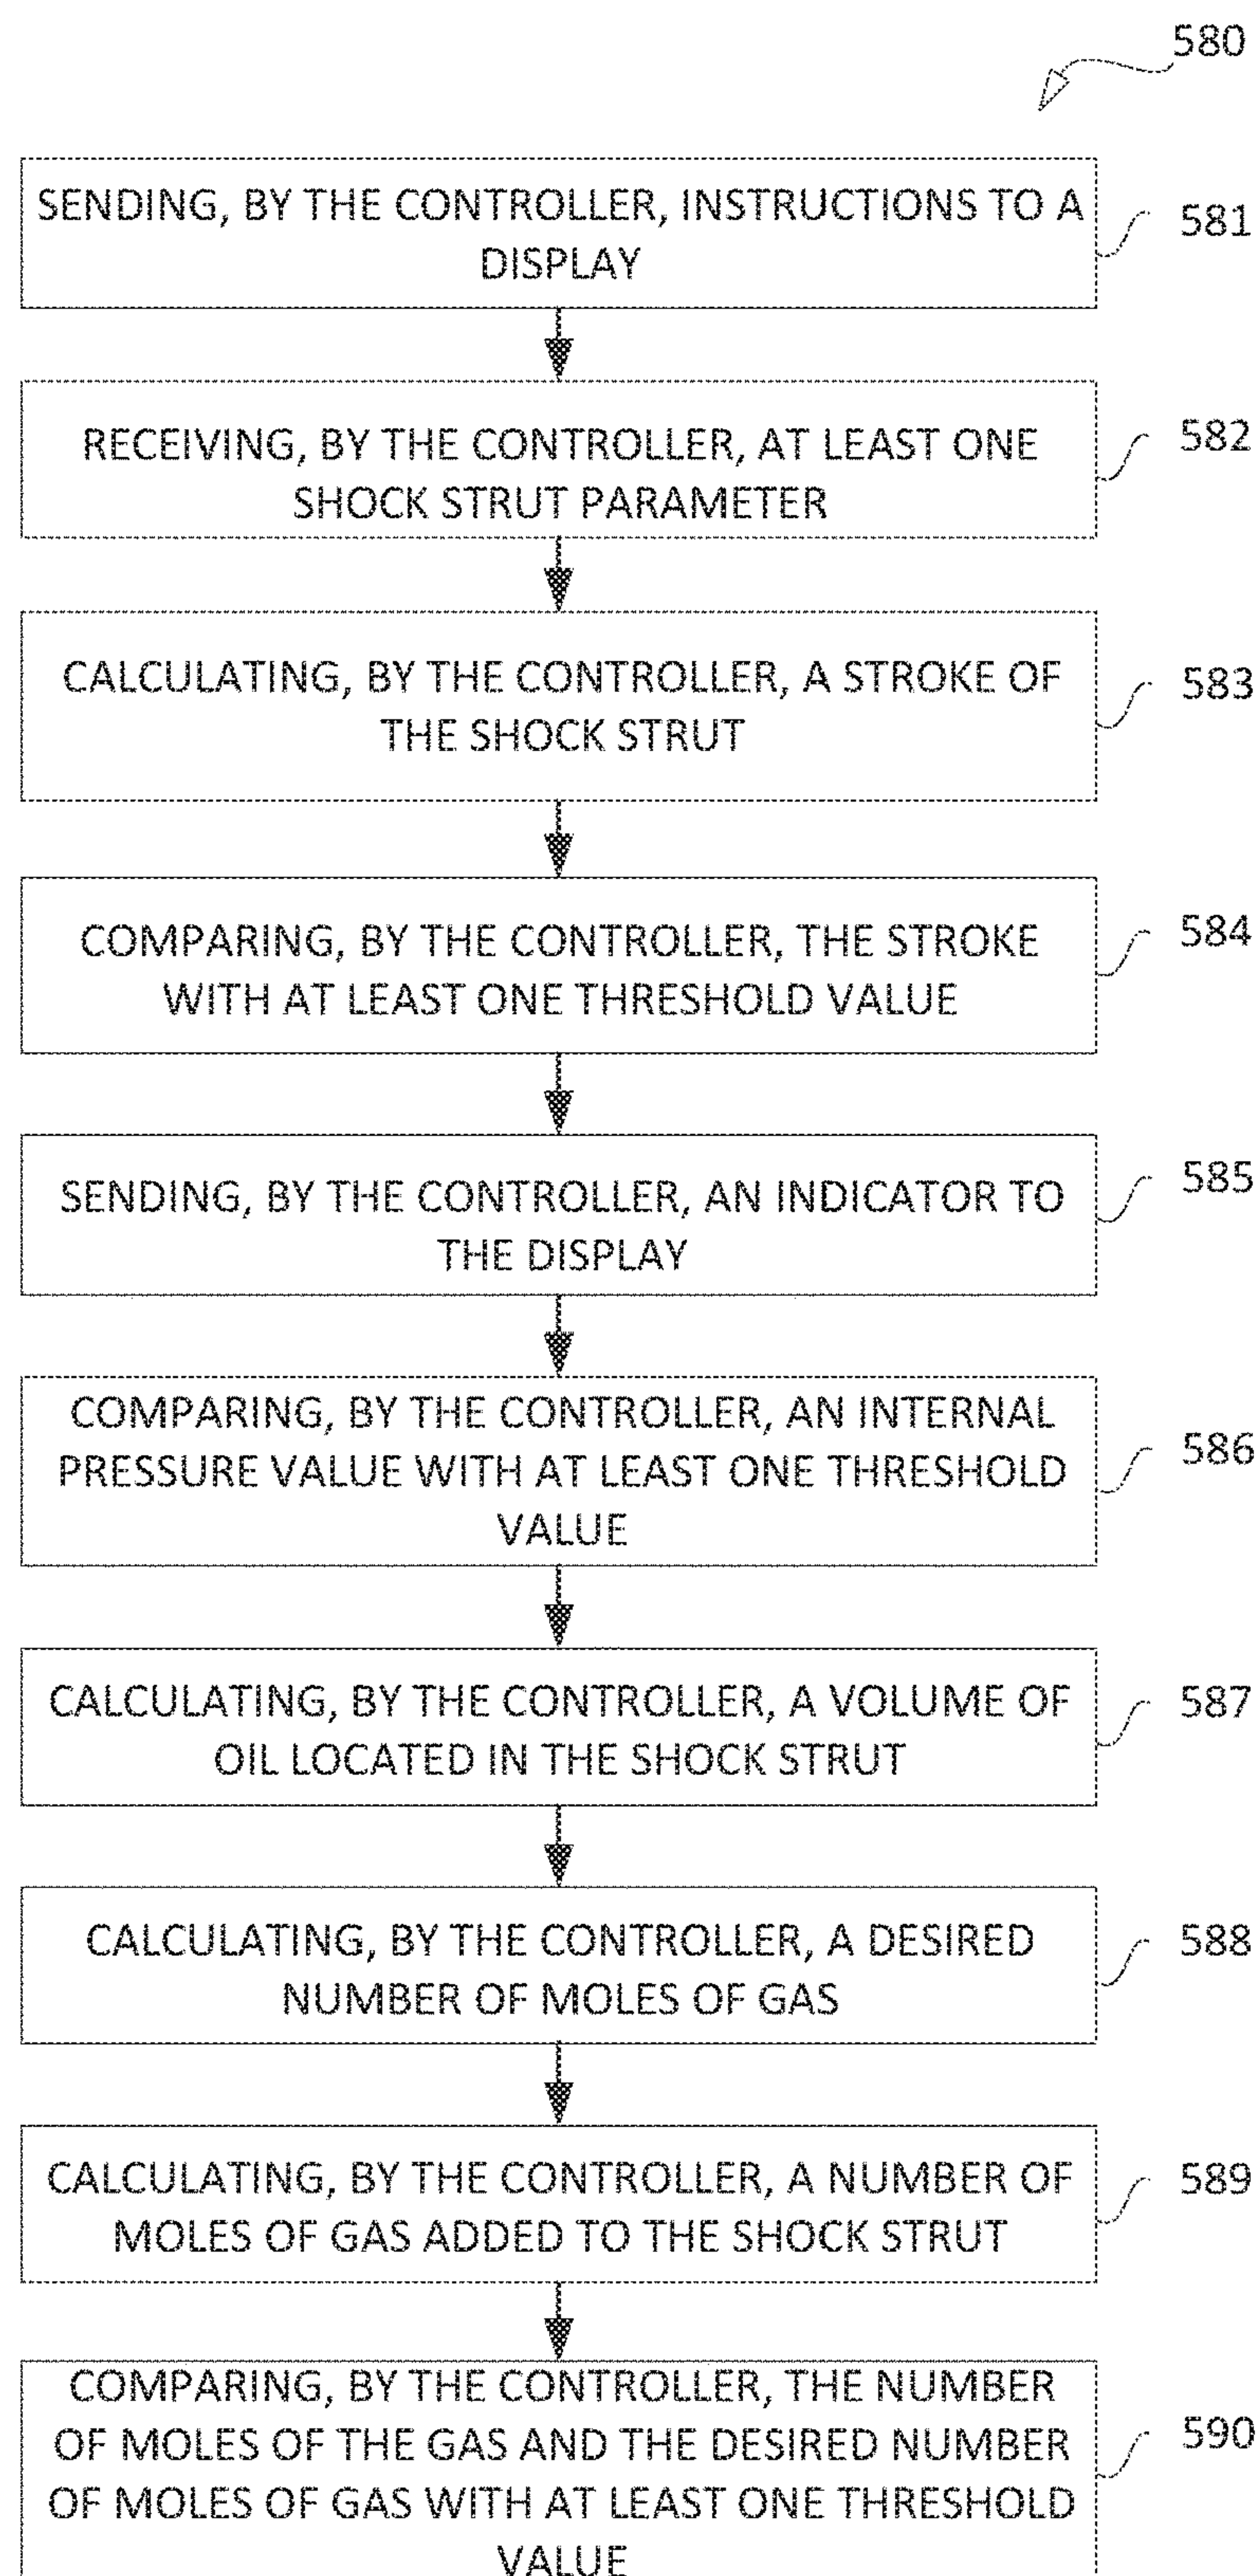 580
SENDING, BY THE CONTROLLER, INSTRUCTIONS TO A
DISPLAY
581
RECEIVING, BY THE CONTROLLER, AT LEAST ONE
SHOCK STRUT PARAMETER
582
CALCULATING, BY THE CONTROLLER, A STROKE OF
THE SHOCK STRUT
583
COMPARING, BY THE CONTROLLER, THE STROKE
WITH AT LEAST ONE THRESHOLD VALUE
584
SENDING, BY THE CONTROLLER, AN INDICATOR TO
THE DISPLAY
585
COMPARING, BY THE CONTROLLER, AN INTERNAL
PRESSURE VALUE WITH AT LEAST ONE THRESHOLD
VALUE
586
CALCULATING, BY THE CONTROLLER, A VOLUME OF
OIL LOCATED IN THE SHOCK STRUT
587
CALCULATING, BY THE CONTROLLER, A DESIRED
NUMBER OF MOLES OF GAS
588
CALCULATING, BY THE CONTROLLER, A NUMBER OF
MOLES OF GAS ADDED TO THE SHOCK STRUT
589
COMPARING, BY THE CONTROLLER, THE NUMBER
OF MOLES OF THE GAS AND THE DESIRED NUMBER
OF MOLES OF GAS WITH AT LEAST ONE THRESHOLD
VALUE
590